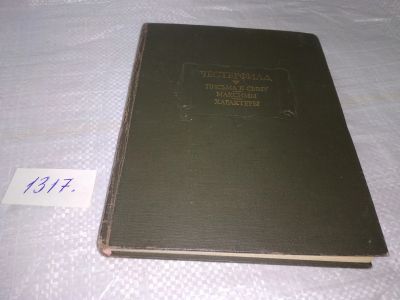 1317.
ЧЕСТЕРФИЛД
ПИСЬМА К СЫНУ
МАКСИМЫ
ХАРАКТЕРЫ